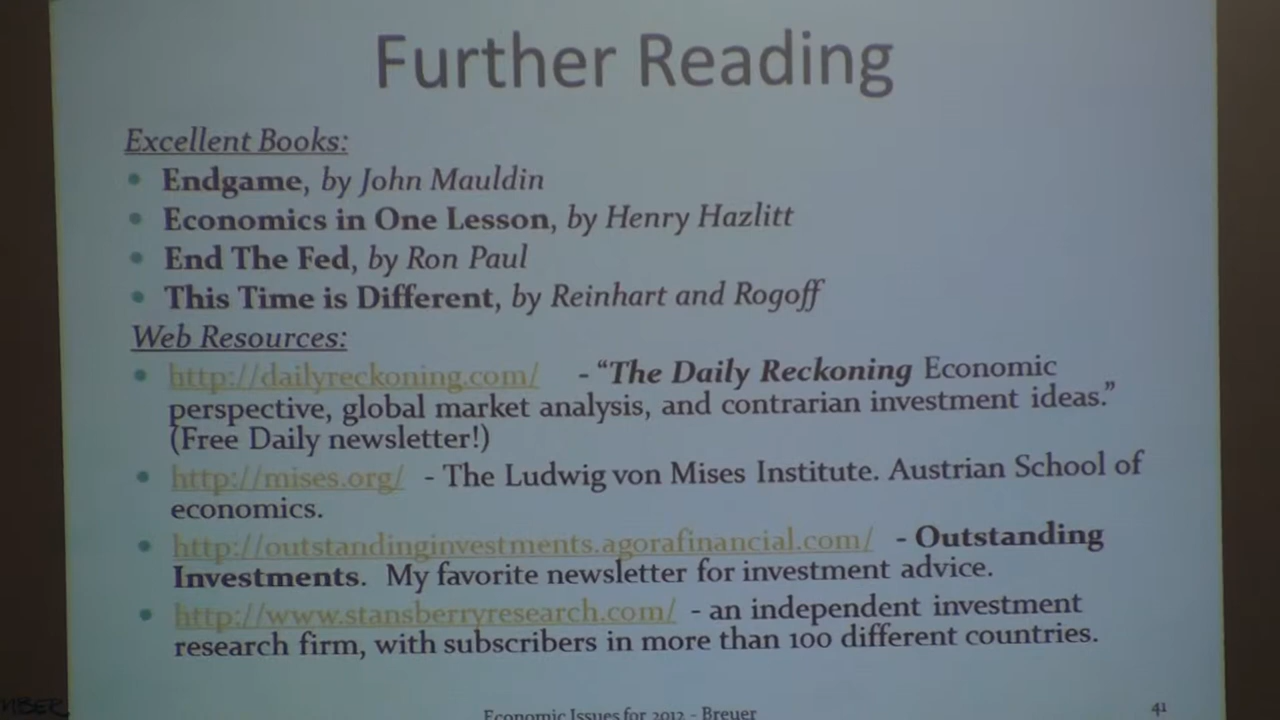 Further Reading
Excellent Books:
• Endgame, by John Mauldin
• Economics in One Lesson, by Henry Hazlitt
• End The Fed, by Ron Paul
• This Time is Different, by Reinhart and Rogoff
Web Resources:
• http://dailyreckoning.com/ - “The Daily Reckoning Economic
perspective, global market analysis, and contrarian investment ideas.”
(Free Daily newsletter!)
• http://mises.org/ - The Ludwig von Mises Institute. Austrian School of
economics.
• http://outstandinginvestments.agorafinancial.com/ - Outstanding
Investments. My favorite newsletter for investment advice.
• http://www.stansberryresearch.com/ - an independent investment
research firm, with subscribers in more than 100 different countries.
Economic Issues for 2012 - Breuer
41